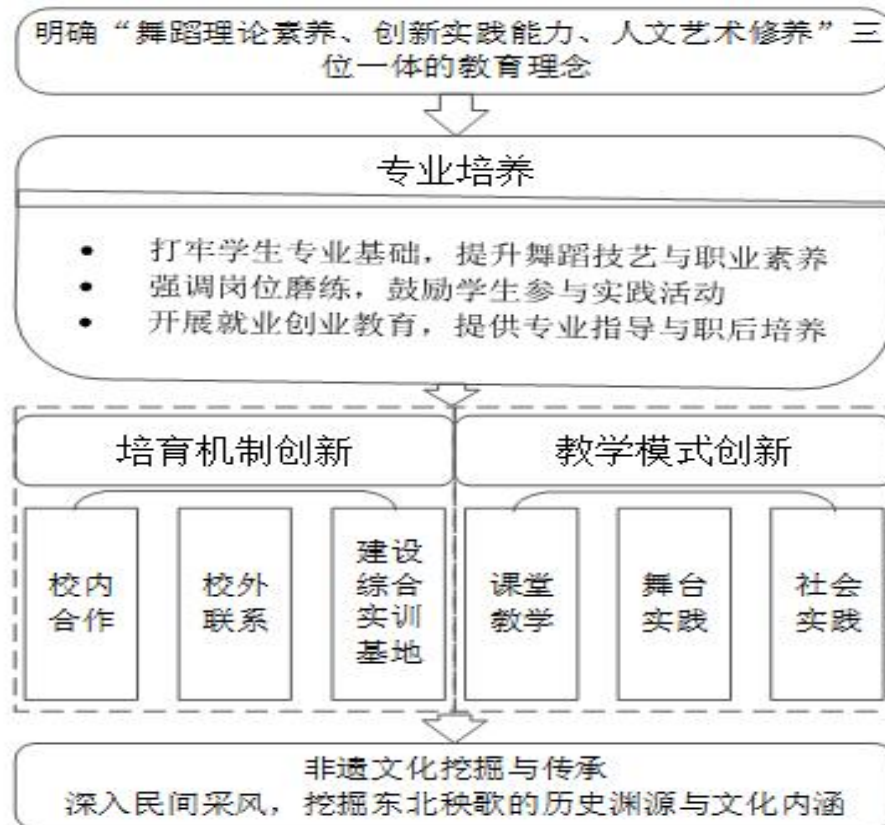 明确“舞蹈理论素养、创新实践能力、人文艺术修养”三
位一体的教育理念
专业培养
• 打牢学生专业基础，提升舞蹈技艺与职业素养
• 强调岗位磨练，鼓励学生参与实践活动
• 开展就业创业教育，提供专业指导与职后培养
培育机制创新
校内
合作
校外
联系
建设
综合
实训
基地
教学模式创新
课堂
教学
舞台
实践
社会
实践
非遗文化挖掘与传承
深入民间采风，挖掘东北秧歌的历史渊源与文化内涵